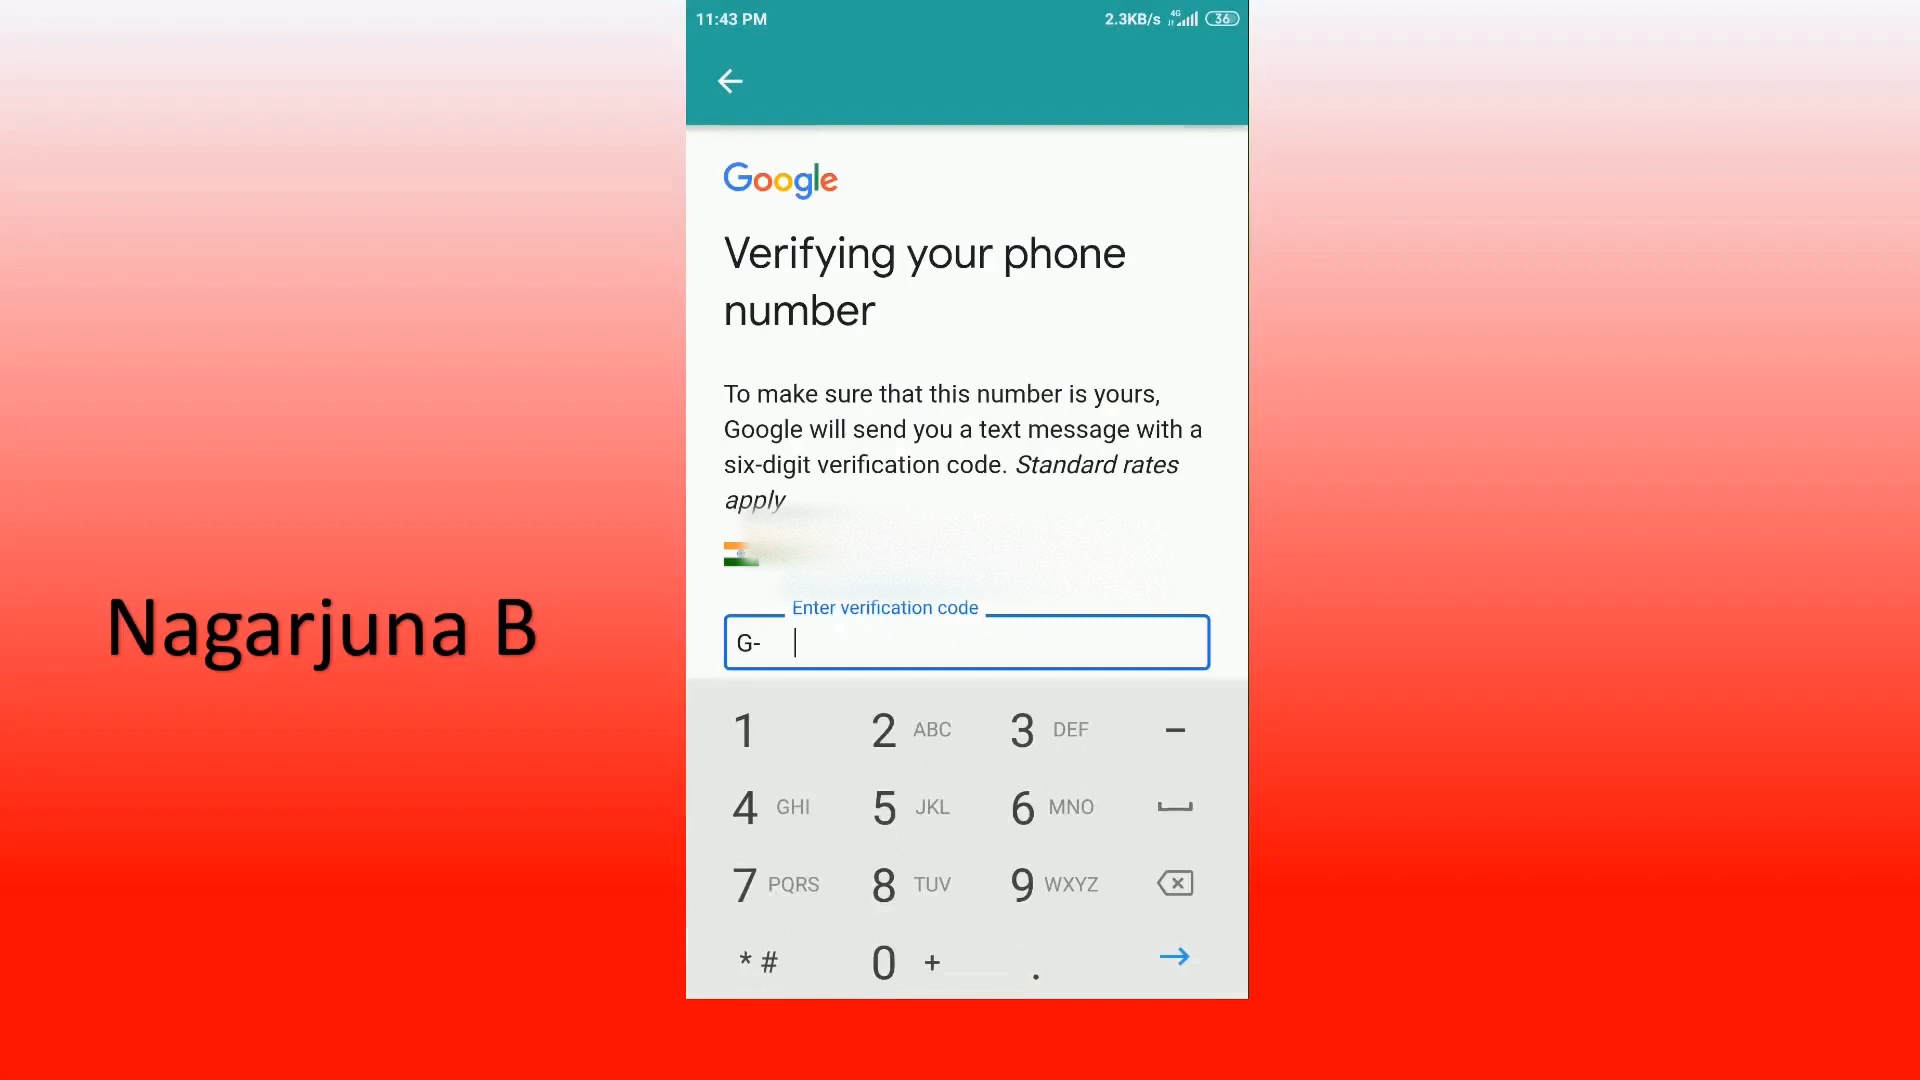 11:43 PM 2.3KB/s 4G 36
Google
Verifying your phone
number
To make sure that this number is yours,
Google will send you a text message with a
six-digit verification code. Standard rates
apply
Enter verification code
G-
Nagarjuna B
1 2 ABC 3 DEF –
4 GHI 5 JKL 6 MNO
7 PQRS 8 TUV 9 WXYZ
* # 0 + .